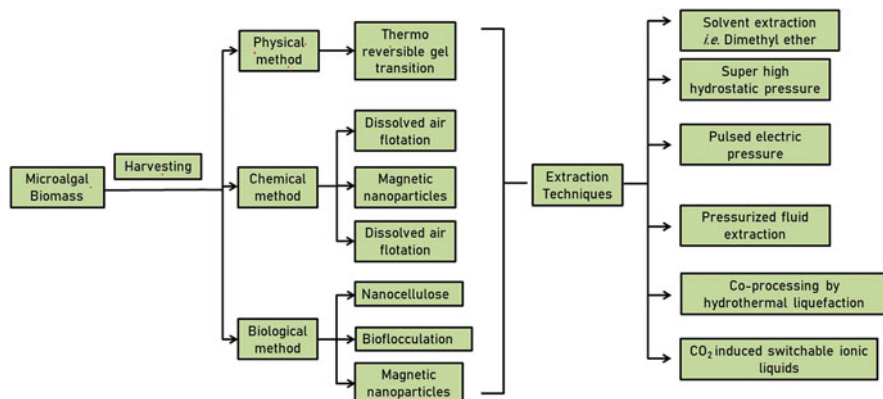 Microalgal
Biomass
Harvesting
Physical
method
Thermo
reversible gel
transition
Chemical
method
Dissolved air
flotation
Magnetic
nanoparticles
Dissolved air
flotation
Biological
method
Nanocellulose
Bioflocculation
Magnetic
nanoparticles
Extraction
Techniques
Solvent extraction
i.e. Dimethyl ether
Super high
hydrostatic pressure
Pulsed electric
pressure
Pressurized fluid
extraction
Co-processing by
hydrothermal liquefaction
CO₂ induced switchable ionic
liquids